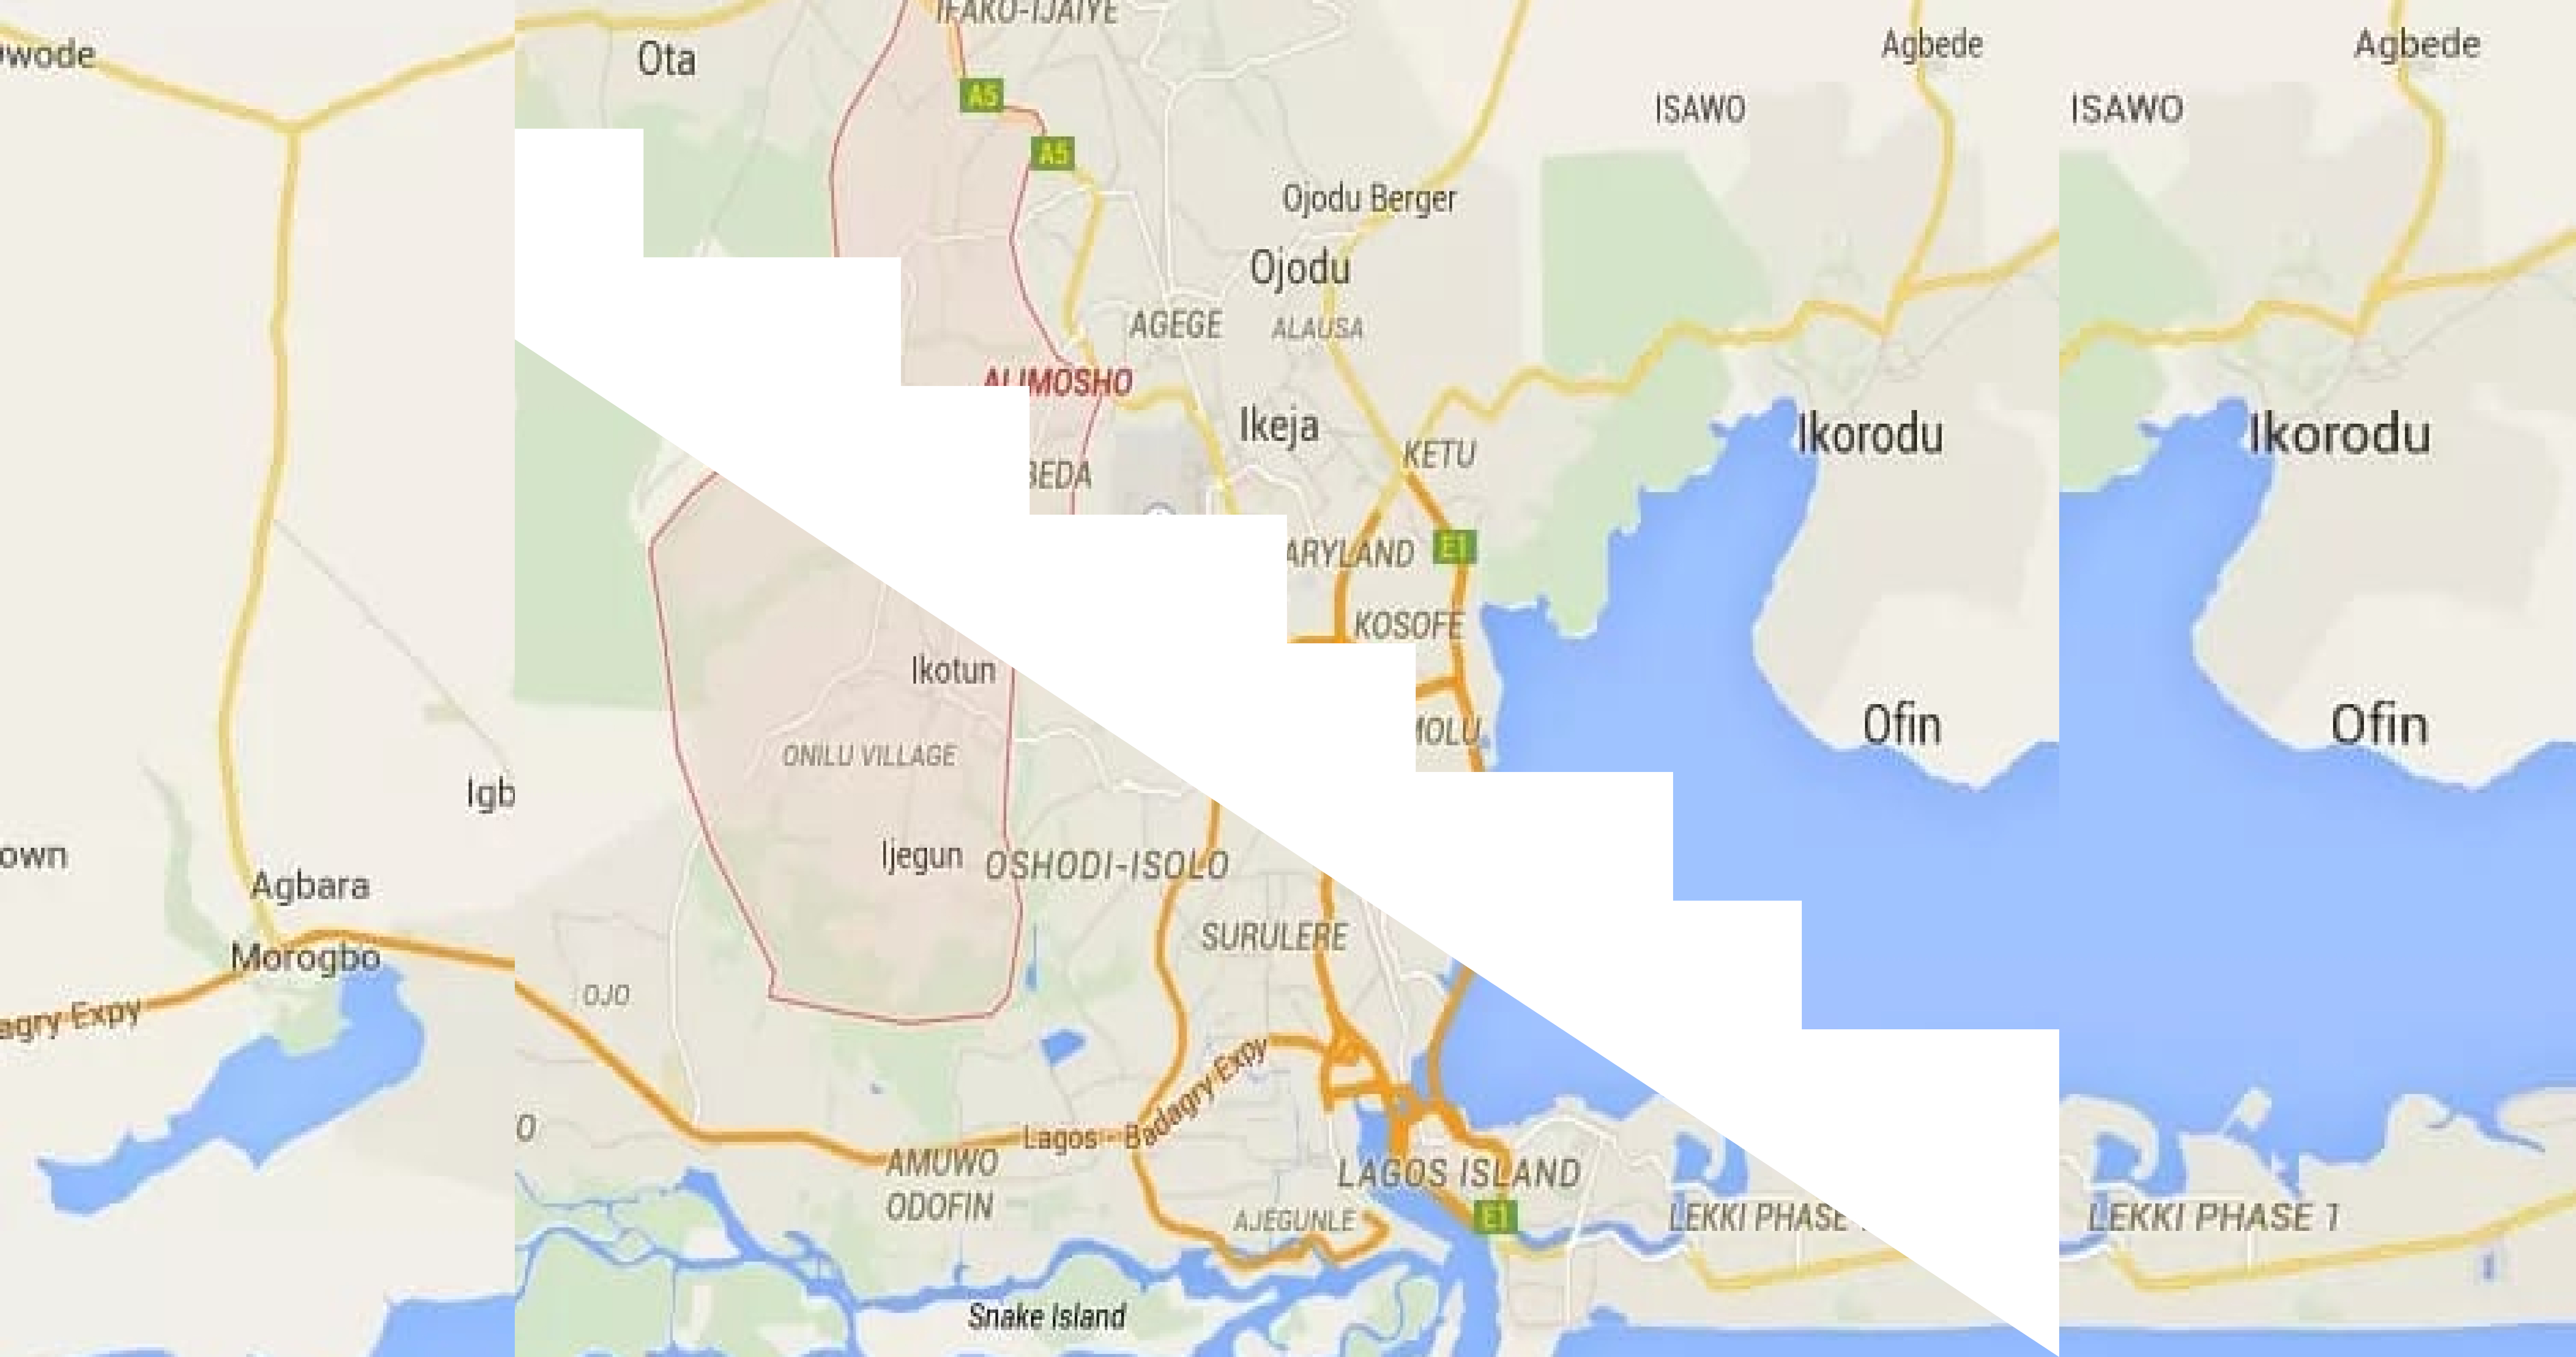 IFAKO-IJAIYE
Agbede
Agbede
wode
Ota
A5
ISAWO
ISAWO
A5
Ojodu Berger
Ojodu
AGEGE
ALAUSA
ALIMOSHO
Ikeja
Ikorodu
Ikorodu
KETU
BEDA
ARYLAND
E1
KOSOFE
Ikotun
Ofin
Ofin
MOLU
ONILU VILLAGE
Igb
own
Ijegun
OSHODI-ISOLO
Agbara
SURULERE
Morogbo
OJO
agry Expy
Lagos - Badagry Expy
O
AMUWO
ODOFIN
LAGOS ISLAND
AJEGUNLE
E1
LEKKI PHASE
LEKKI PHASE 1
Snake Island